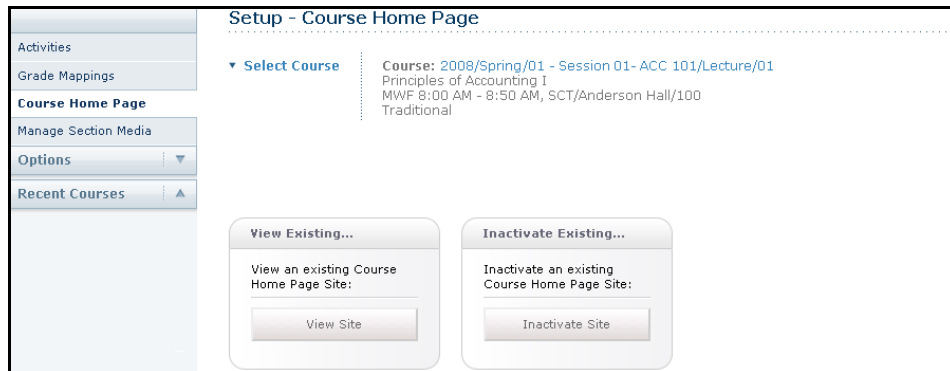 Setup - Course Home Page
Activities
Grade Mappings
Course Home Page
Manage Section Media
Options
Recent Courses
Select Course
Course: 2008/Spring/01 - Session 01- ACC 101/Lecture/01
Principles of Accounting I
MWF 8:00 AM - 8:50 AM, SCT/Anderson Hall/100
Traditional
View Existing...
View an existing Course
Home Page Site:
View Site
Inactivate Existing...
Inactivate an existing
Course Home Page Site:
Inactivate Site